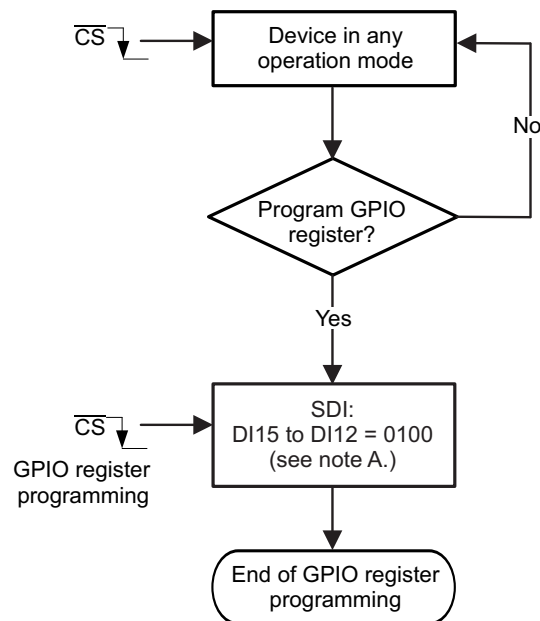 CS
Device in any
operation mode
No
Program GPIO
register?
Yes
CS
GPIO register
programming
SDI:
DI15 to DI12 = 0100
(see note A.)
End of GPIO register
programming